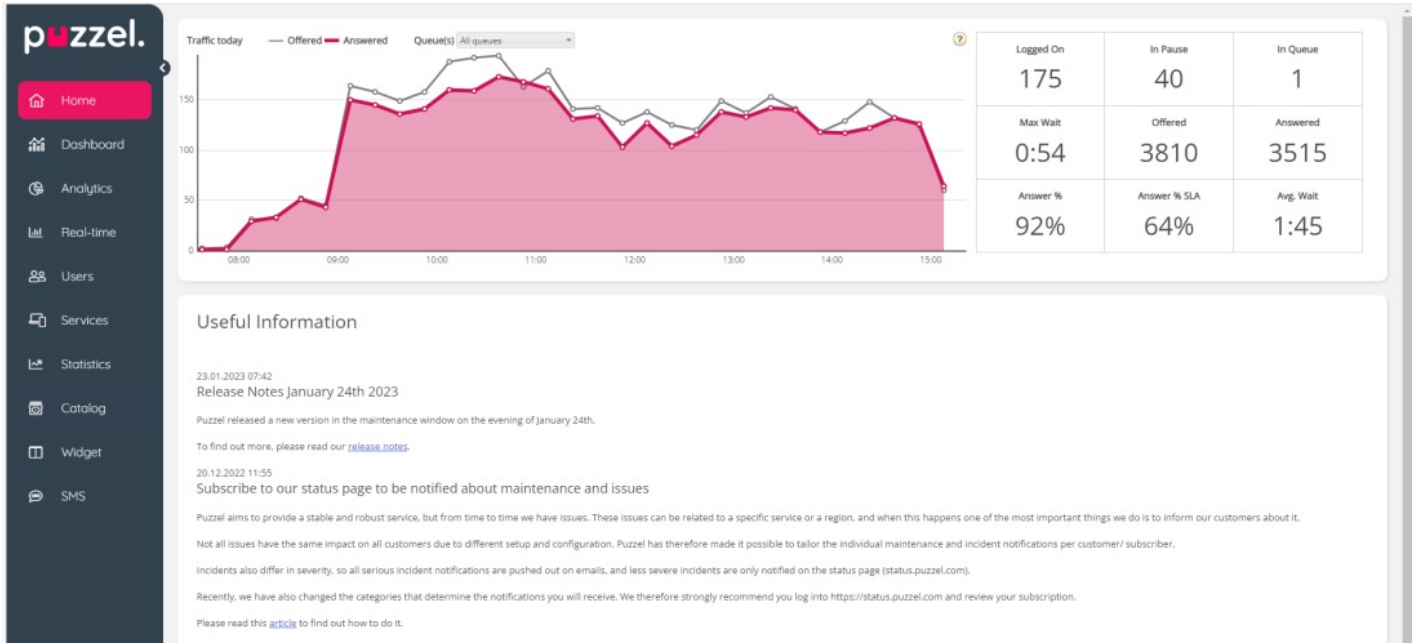 puzzel.
Home
Dashboard
Analytics
Real-time
Users
Services
Statistics
Catalog
Widget
SMS
Traffic today Offered Answered Queue(s) All queues ?
150
100
50
0
08:00 09:00 10:00 11:00 12:00 13:00 14:00 15:00
Logged On In Pause In Queue
175 40 1
Max Wait Offered Answered
0:54 3810 3515
Answer % Answer % SLA Avg. Wait
92% 64% 1:45
Useful Information
23.01.2023 07:42
Release Notes January 24th 2023
Puzzel released a new version in the maintenance window on the evening of January 24th.
To find out more, please read our release notes.
20.12.2022 11:55
Subscribe to our status page to be notified about maintenance and issues
Puzzel aims to provide a stable and robust service, but from time to time we have issues. These issues can be related to a specific service or a region, and when this happens one of the most important things we do is to inform our customers about it.
Not all issues have the same impact on all customers due to different setup and configuration. Puzzel has therefore made it possible to tailor the individual maintenance and incident notifications per customer/ subscriber.
Incidents also differ in severity, so all serious incident notifications are pushed out on emails, and less severe incidents are only notified on the status page (status.puzzel.com).
Recently, we have also changed the categories that determine the notifications you will receive. We therefore strongly recommend you log into https://status.puzzel.com and review your subscription.
Please read this article to find out how to do it.